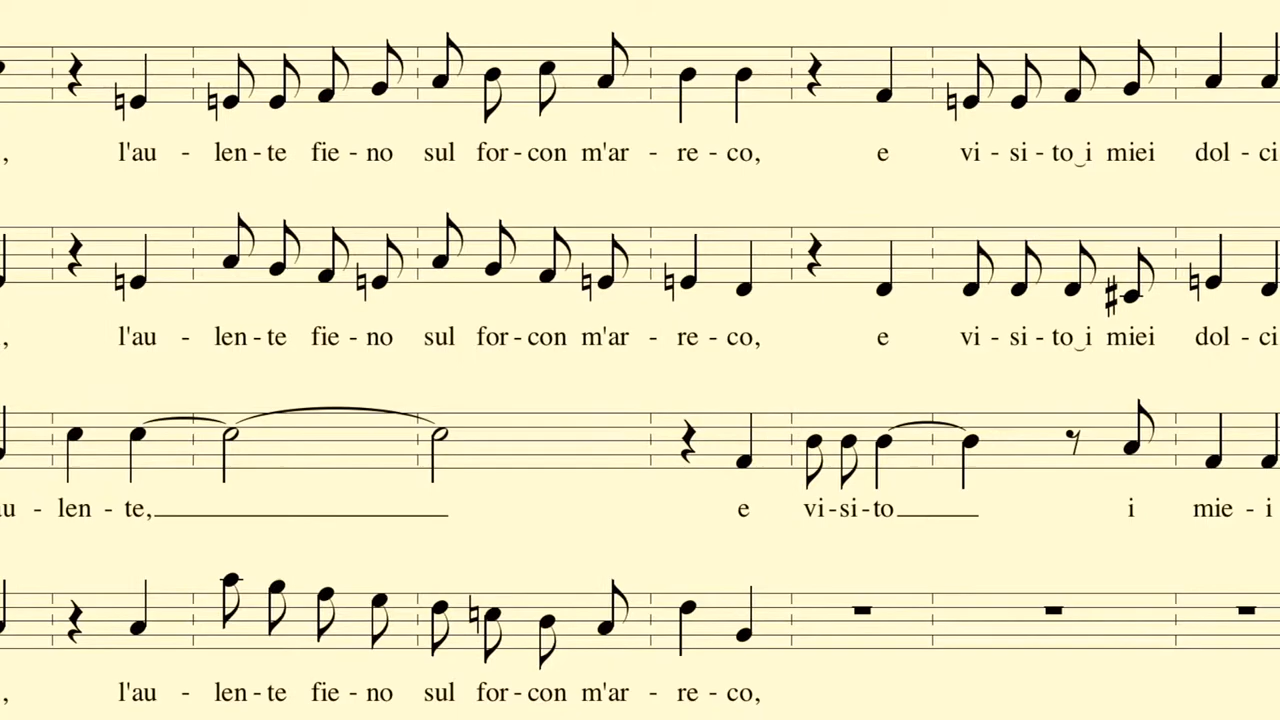 , l'au - len - te fie - no sul for - con m'ar - re - co, e vi - si - to‿i miei dol - ci
, l'au - len - te fie - no sul for - con m'ar - re - co, e vi - si - to‿i miei dol - ci
au - len - te, e vi - si - to i mie - i
, l'au - len - te fie - no sul for - con m'ar - re - co,